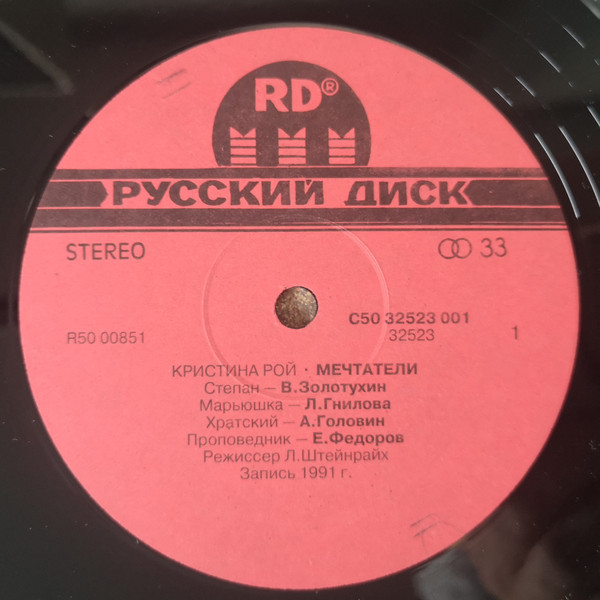 RD®
РУССКИЙ ДИСК
STEREO 33
C50 32523 001
R50 00851 32523 1
КРИСТИНА РОЙ · МЕЧТАТЕЛИ
Степан — В.Золотухин
Марьюшка — Л.Гнилова
Хратский — А.Головин
Проповедник — Е.Федоров
Режиссер Л.Штейнрайх
Запись 1991 г.